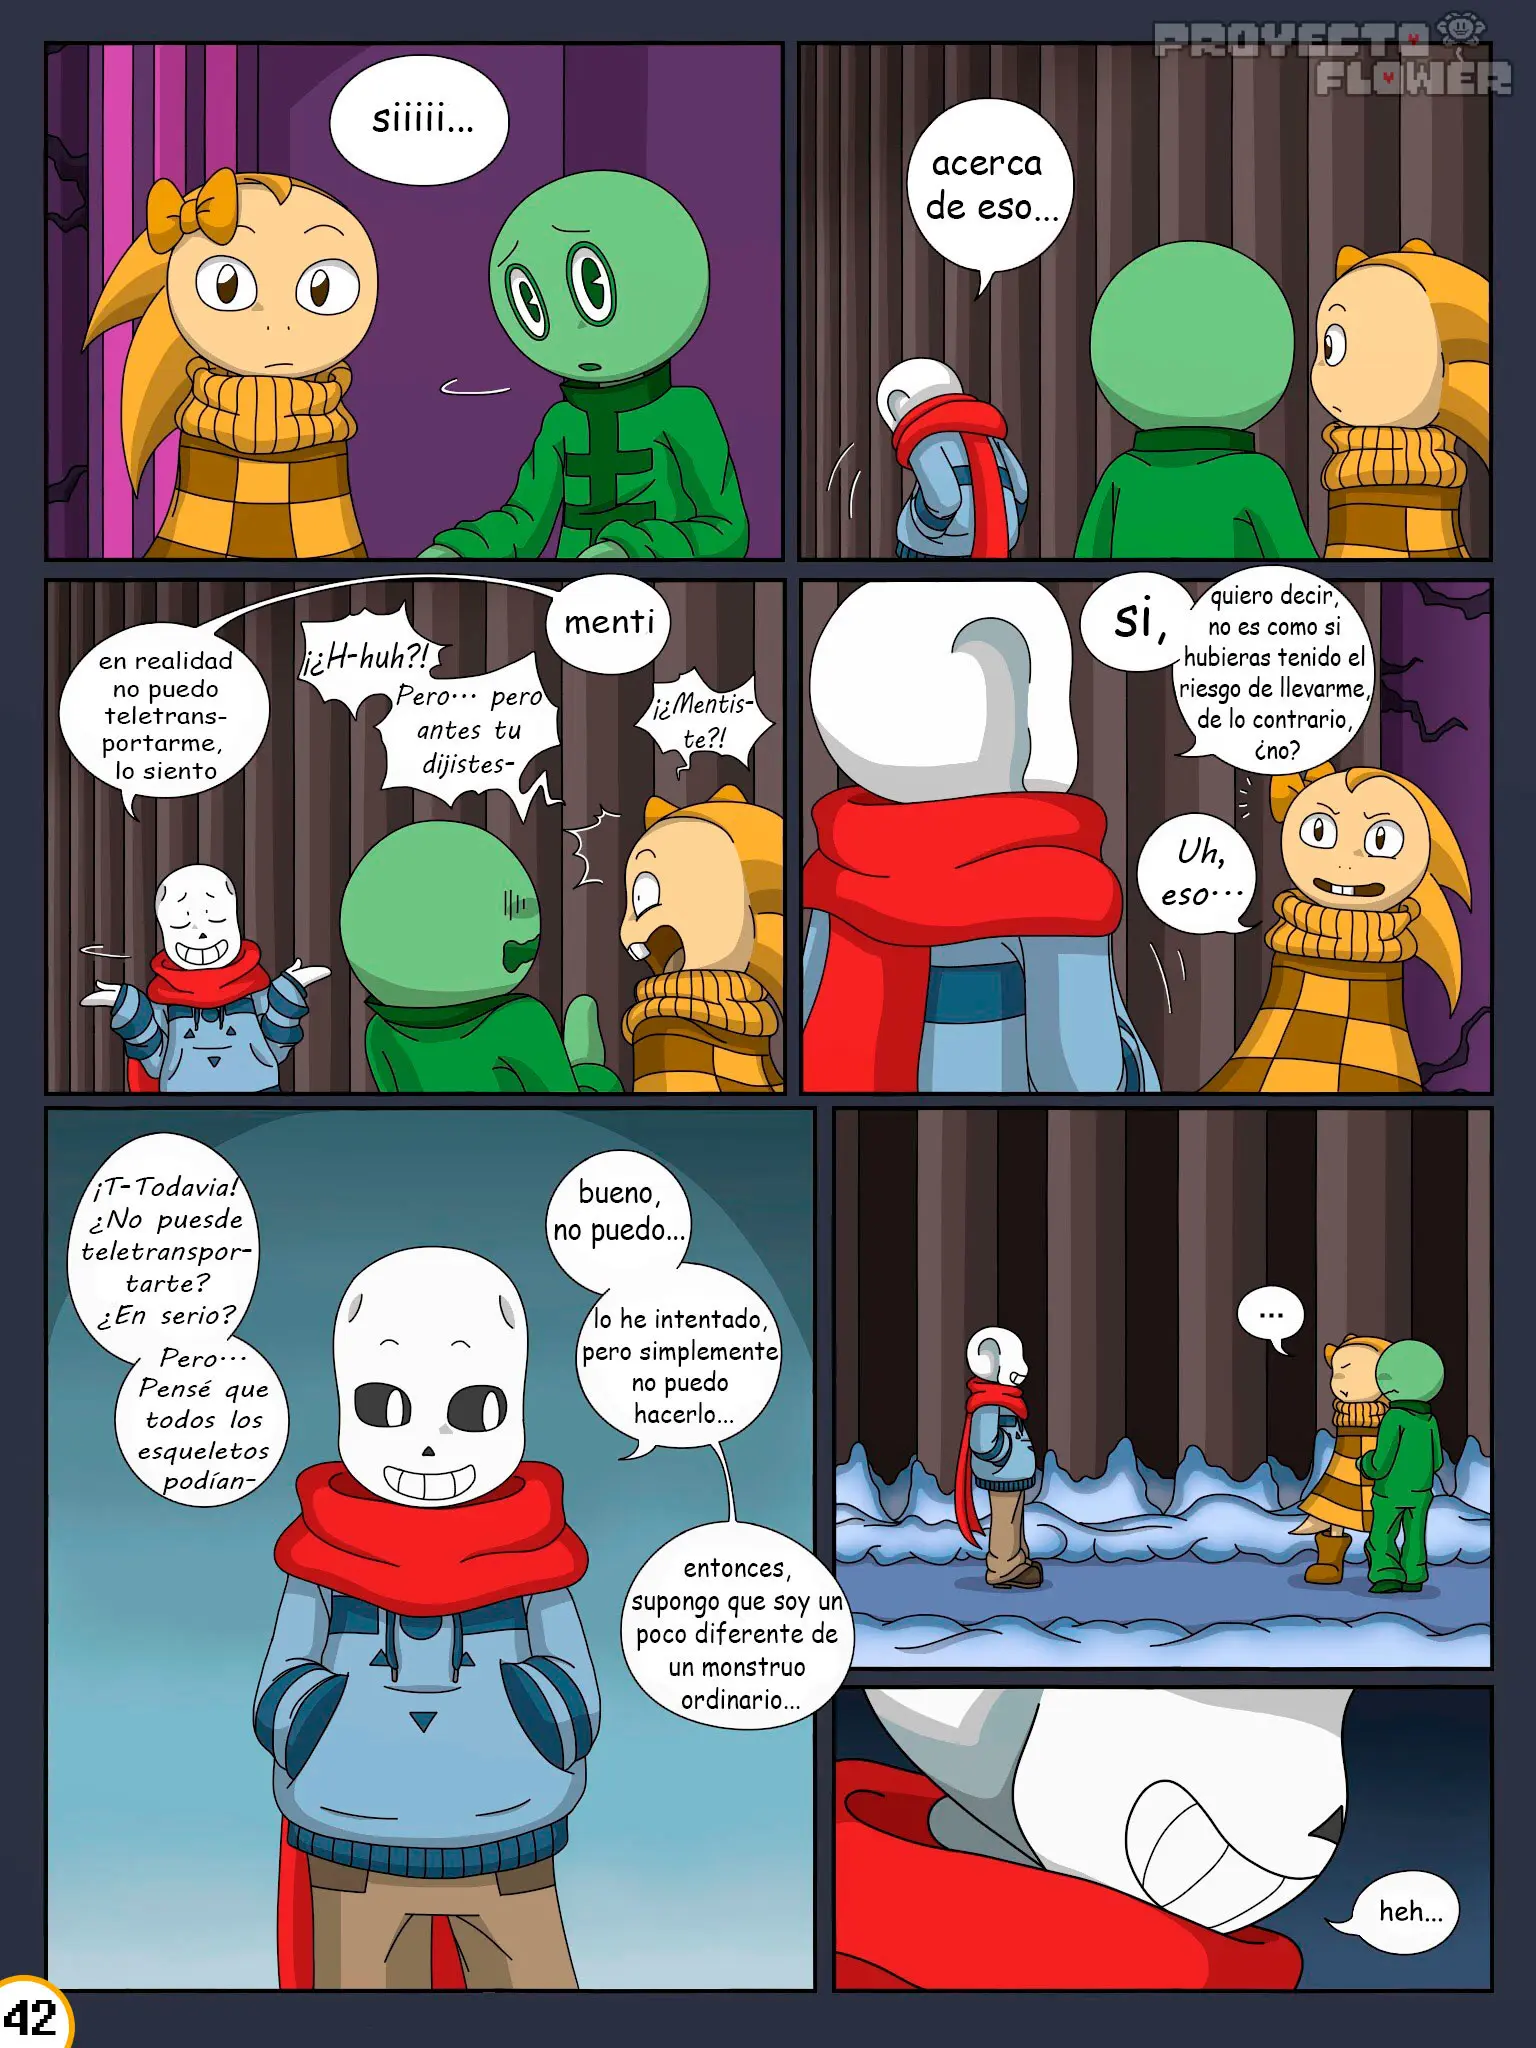 PROYECTO
FLOWER
siiiii...
acerca
de eso...
en realidad
no puedo
teletrans-
portarme,
lo siento
menti
¡¿H-huh?!
Pero... pero
antes tu
dijistes-
¡¿Mentis-
te?!
si,
quiero decir,
no es como si
hubieras tenido el
riesgo de llevarme,
de lo contrario,
¿no?
Uh,
eso...
¡T-Todavia!
¿No puesde
teletranspor-
tarte?
¿En serio?
Pero...
Pensé que
todos los
esqueletos
podían-
bueno,
no puedo...
lo he intentado,
pero simplemente
no puedo
hacerlo...
entonces,
supongo que soy un
poco diferente de
un monstruo
ordinario...
...
heh...
42